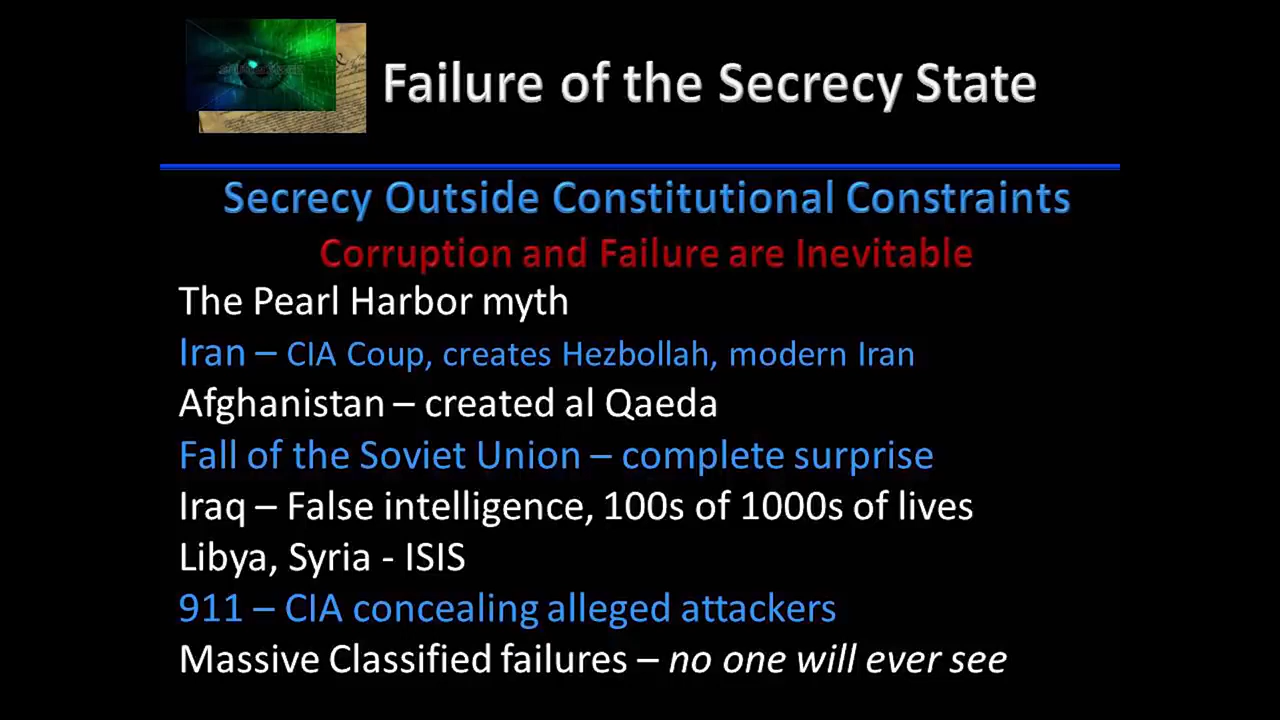 Failure of the Secrecy State
Secrecy Outside Constitutional Constraints
Corruption and Failure are Inevitable
The Pearl Harbor myth
Iran – CIA Coup, creates Hezbollah, modern Iran
Afghanistan – created al Qaeda
Fall of the Soviet Union – complete surprise
Iraq – False intelligence, 100s of 1000s of lives
Libya, Syria - ISIS
911 – CIA concealing alleged attackers
Massive Classified failures – no one will ever see